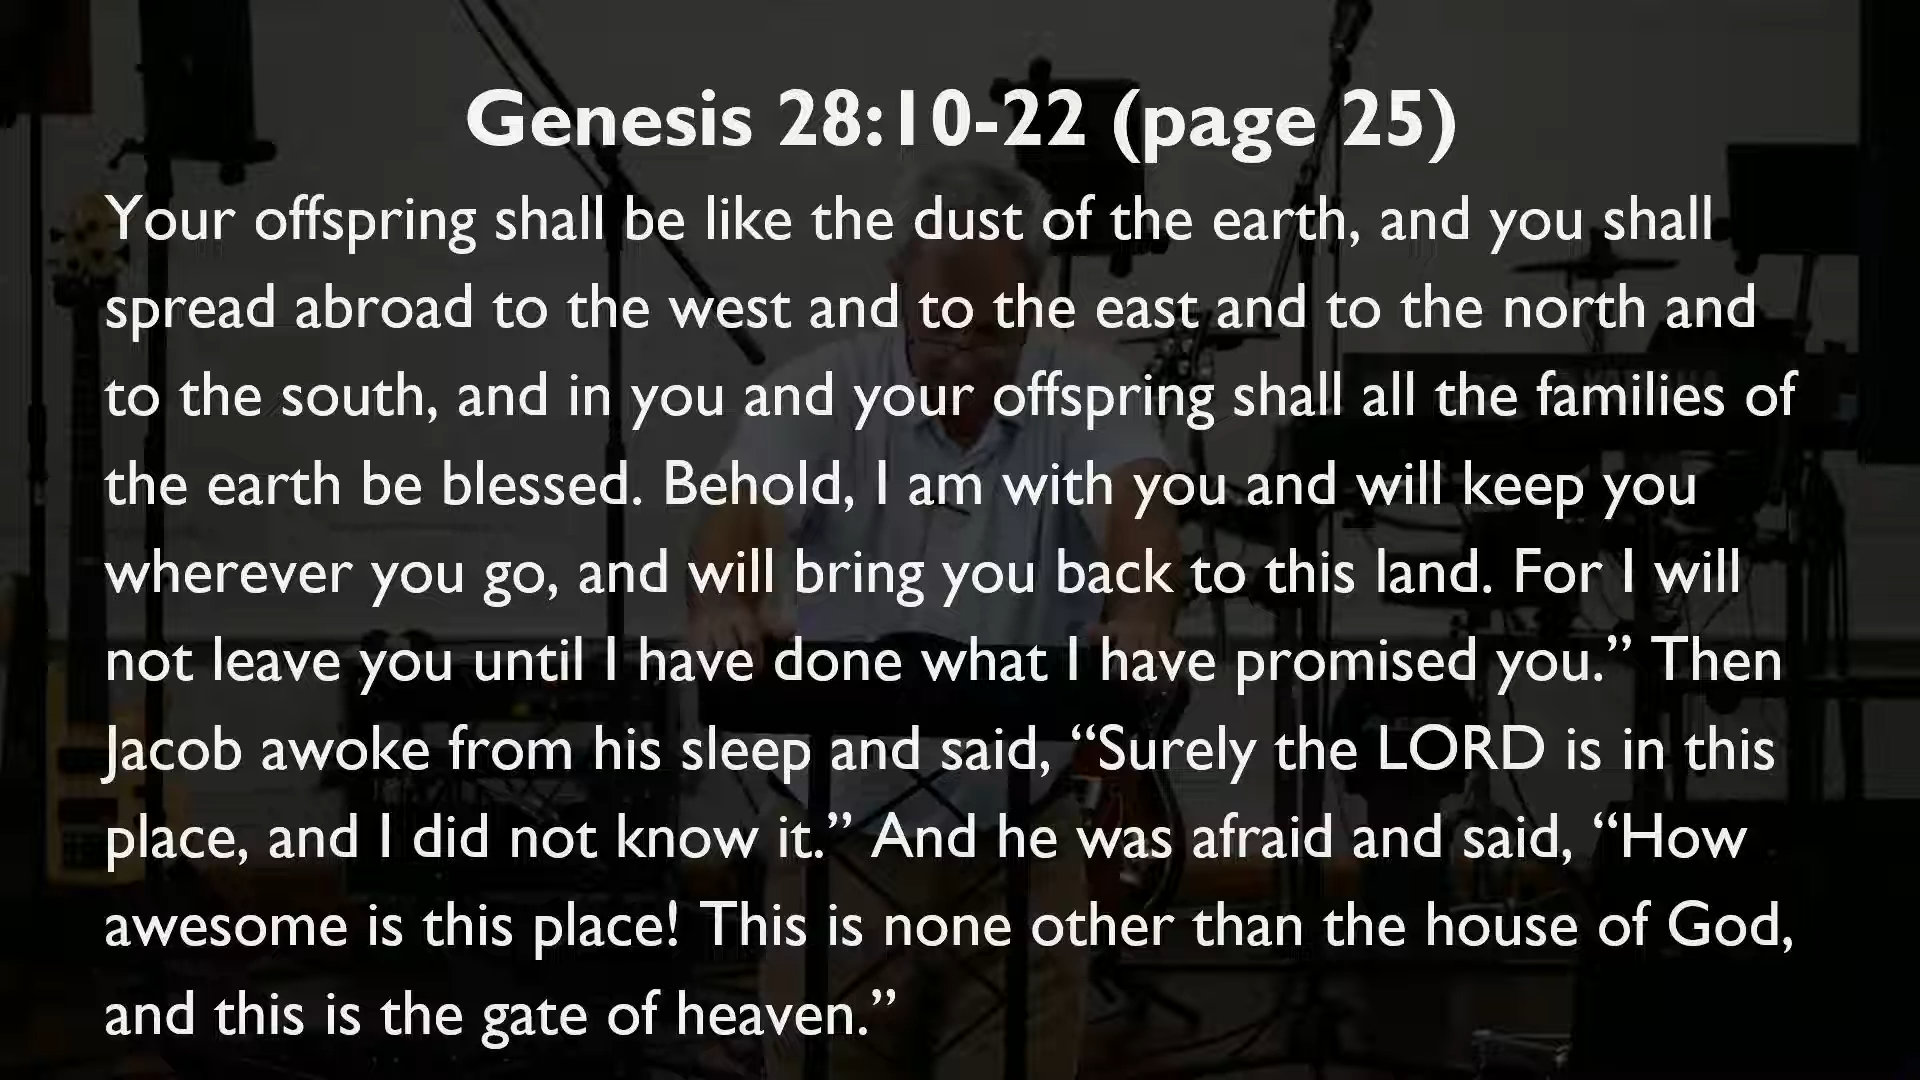 Genesis 28:10-22 (page 25)
Your offspring shall be like the dust of the earth, and you shall
spread abroad to the west and to the east and to the north and
to the south, and in you and your offspring shall all the families of
the earth be blessed. Behold, I am with you and will keep you
wherever you go, and will bring you back to this land. For I will
not leave you until I have done what I have promised you.” Then
Jacob awoke from his sleep and said, “Surely the LORD is in this
place, and I did not know it.” And he was afraid and said, “How
awesome is this place! This is none other than the house of God,
and this is the gate of heaven.”